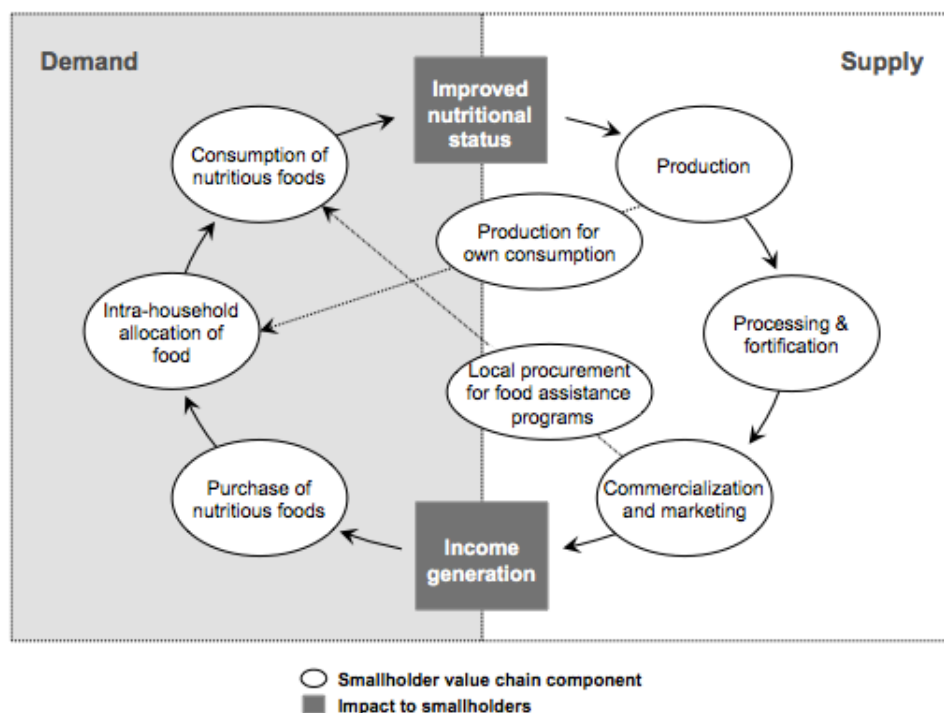 Demand
Supply
Improved
nutritional
status
Consumption of
nutritious foods
Production
Production for
own consumption
Intra-household
allocation of
food
Processing &
fortification
Local procurement
for food assistance
programs
Purchase of
nutritious foods
Commercialization
and marketing
Income
generation
Smallholder value chain component
Impact to smallholders